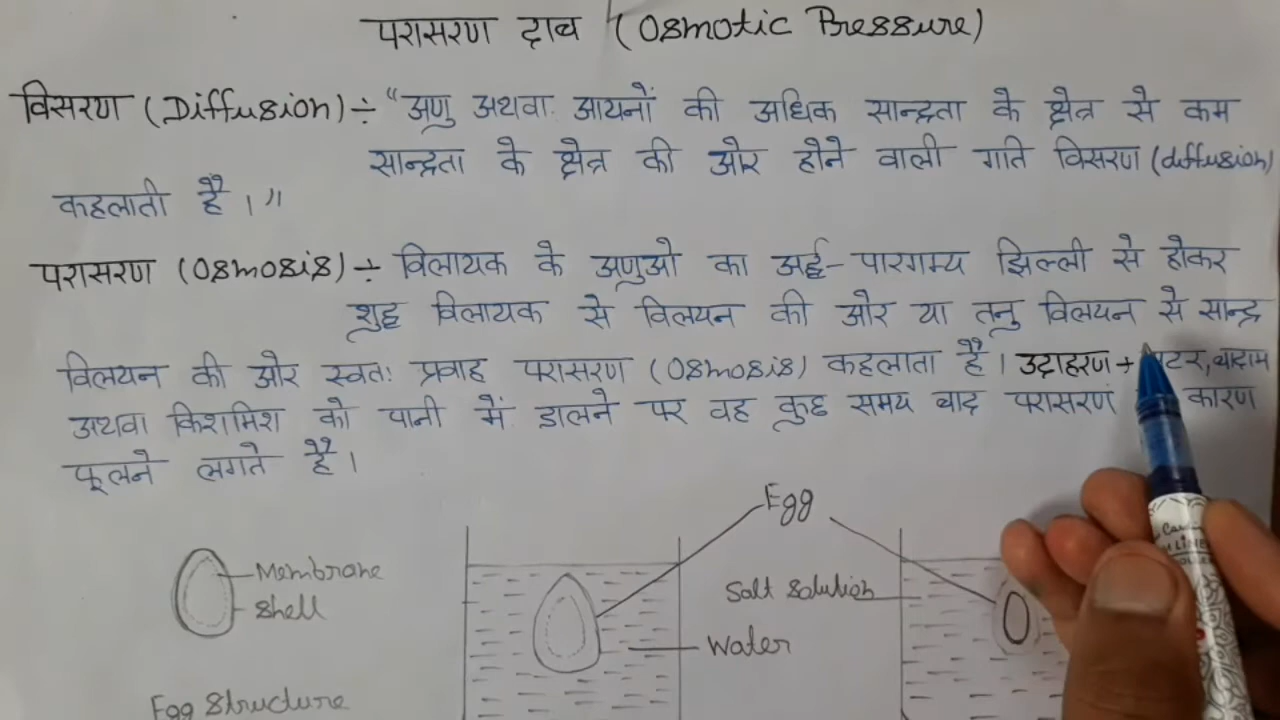 परासरण दाब (Osmotic Pressure)
विसरण (Diffusion) ÷ "अणु अथवा आयनों की अधिक सान्द्रता के क्षेत्र से कम
सान्द्रता के क्षेत्र की ओर होने वाली गति विसरण (diffusion)
कहलाती है।"
परासरण (Osmosis) ÷ विलायक के अणुओ का अर्द्ध-पारगम्य झिल्ली से होकर
शुद्ध विलायक से विलयन की ओर या तनु विलयन से सान्द्र
विलयन की ओर स्वतः प्रवाह परासरण (Osmosis) कहलाता है। उदाहरण ÷ बादाम
अथवा किशमिश को पानी में डालने पर वह कुछ समय बाद परासरण कारण
फूलने लगते है।
Egg
Membrane
Shell
Salt solution
Water
Egg Structure